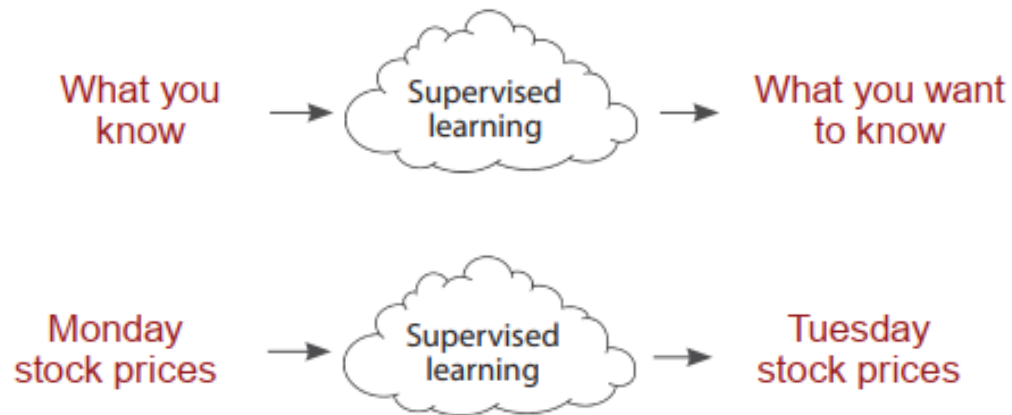 What you
know
Supervised
learning
What you want
to know
Monday
stock prices
Supervised
learning
Tuesday
stock prices